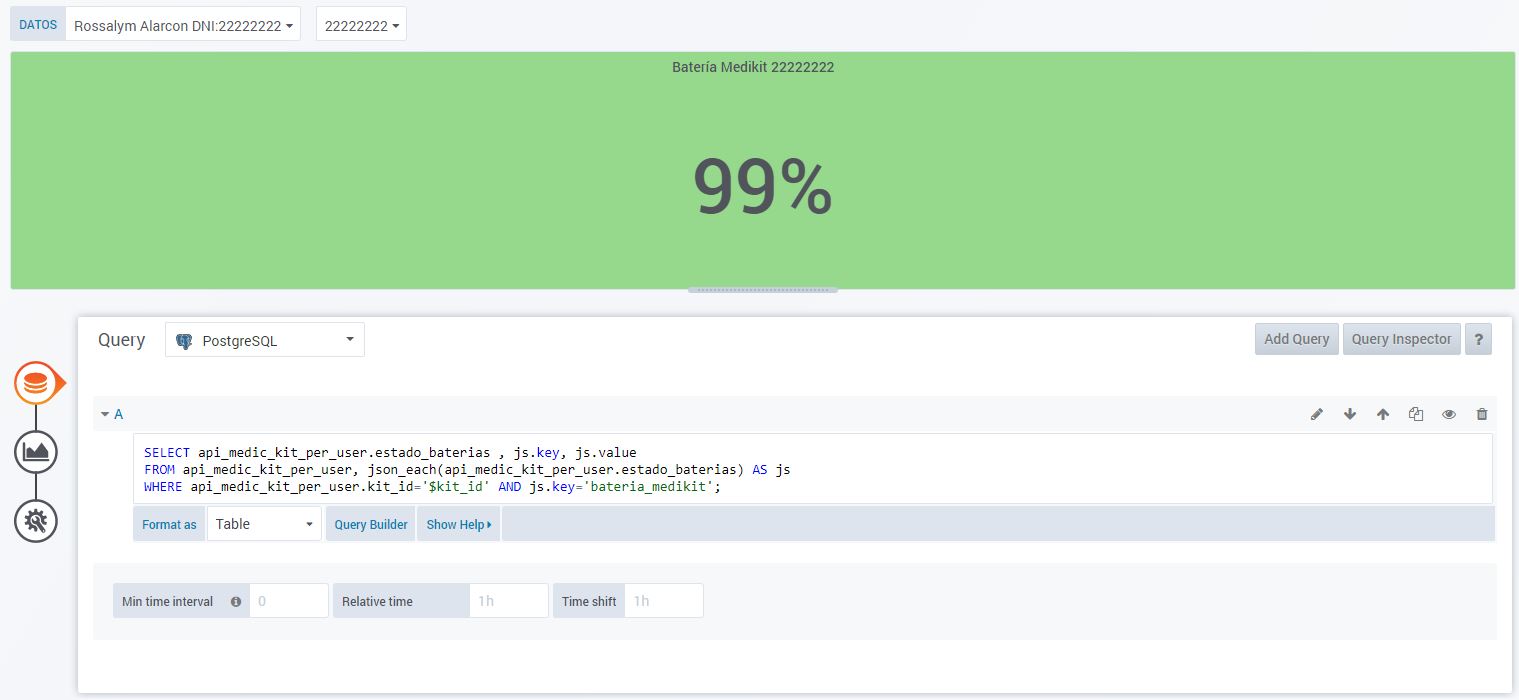 DATOS Rossalym Alarcon DNI:22222222 22222222
Batería Medikit 22222222
99%
Query PostgreSQL Add Query Query Inspector ?
A
SELECT api_medic_kit_per_user.estado_baterias , js.key, js.value
FROM api_medic_kit_per_user, json_each(api_medic_kit_per_user.estado_baterias) AS js
WHERE api_medic_kit_per_user.kit_id='$kit_id' AND js.key='bateria_medikit';
Format as Table Query Builder Show Help
Min time interval 0 Relative time 1h Time shift 1h